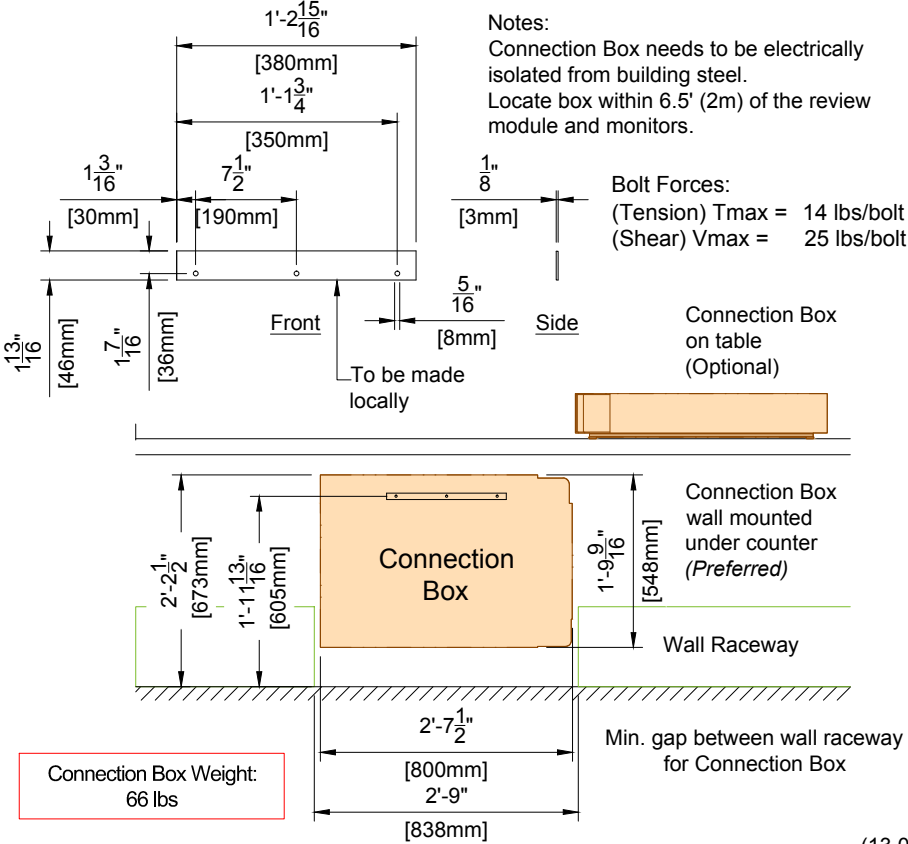 1'-2 15/16"
[380mm]
1'-1 3/4"
[350mm]
1 3/16"
[30mm]
7 1/2"
[190mm]
1/8"
[3mm]
Notes:
Connection Box needs to be electrically
isolated from building steel.
Locate box within 6.5' (2m) of the review
module and monitors.
Bolt Forces:
(Tension) Tmax = 14 lbs/bolt
(Shear) Vmax = 25 lbs/bolt
1 13/16"
[46mm]
1 7/16"
[36mm]
Front
5/16"
[8mm]
Side
To be made
locally
Connection Box
on table
(Optional)
2'-2 1/2"
[673mm]
1'-11 13/16"
[605mm]
Connection
Box
1'-9 9/16"
[548mm]
Connection Box
wall mounted
under counter
(Preferred)
Wall Raceway
2'-7 1/2"
[800mm]
2'-9"
[838mm]
Min. gap between wall raceway
for Connection Box
Connection Box Weight:
66 lbs